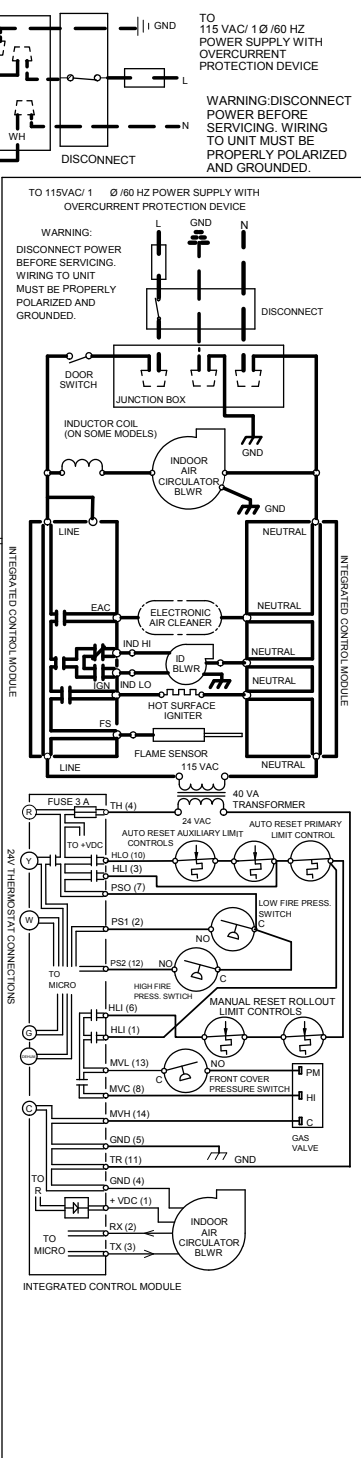 GND
TO
115 VAC/ 1 Ø /60 HZ
POWER SUPPLY WITH
OVERCURRENT
PROTECTION DEVICE
L
WARNING:DISCONNECT
POWER BEFORE
SERVICING. WIRING
TO UNIT MUST BE
PROPERLY POLARIZED
AND GROUNDED.
N
WH
DISCONNECT
TO 115VAC/ 1 Ø /60 HZ POWER SUPPLY WITH
OVERCURRENT PROTECTION DEVICE
WARNING:
DISCONNECT POWER
BEFORE SERVICING.
WIRING TO UNIT
MUST BE PROPERLY
POLARIZED AND
GROUNDED.
L
GND
N
DISCONNECT
DOOR
SWITCH
JUNCTION BOX
GND
INDUCTOR COIL
(ON SOME MODELS)
INDOOR
AIR
CIRCULATOR
BLWR
GND
LINE
NEUTRAL
INTEGRATED CONTROL MODULE
INTEGRATED CONTROL MODULE
EAC
ELECTRONIC
AIR CLEANER
NEUTRAL
IND HI
ID
BLWR
NEUTRAL
IGN
IND LO
NEUTRAL
HOT SURFACE
IGNITER
FS
FLAME SENSOR
LINE
115 VAC
NEUTRAL
40 VA
TRANSFORMER
24 VAC
R
FUSE 3 A
TH (4)
TO +VDC
AUTO RESET AUXILIARY LIMIT
CONTROLS
AUTO RESET PRIMARY
LIMIT CONTROL
Y
HLO (10)
HLI (3)
PSO (7)
24V THERMOSTAT CONNECTIONS
LOW FIRE PRESS.
SWITCH
C
NO
W
PS1 (2)
TO
MICRO
PS2 (12)
NO
C
HIGH FIRE
PRESS. SWTICH
HLI (6)
MANUAL RESET ROLLOUT
LIMIT CONTROLS
G
HLI (1)
DEHUM
MVL (13)
C
NO
FRONT COVER
PRESSURE SWITCH
PM
MVC (8)
HI
C
MVH (14)
C
GAS
VALVE
GND (5)
GND
TR (11)
GND (4)
TO
R
+ VDC (1)
RX (2)
TO
MICRO
TX (3)
INDOOR
AIR
CIRCULATOR
BLWR
INTEGRATED CONTROL MODULE